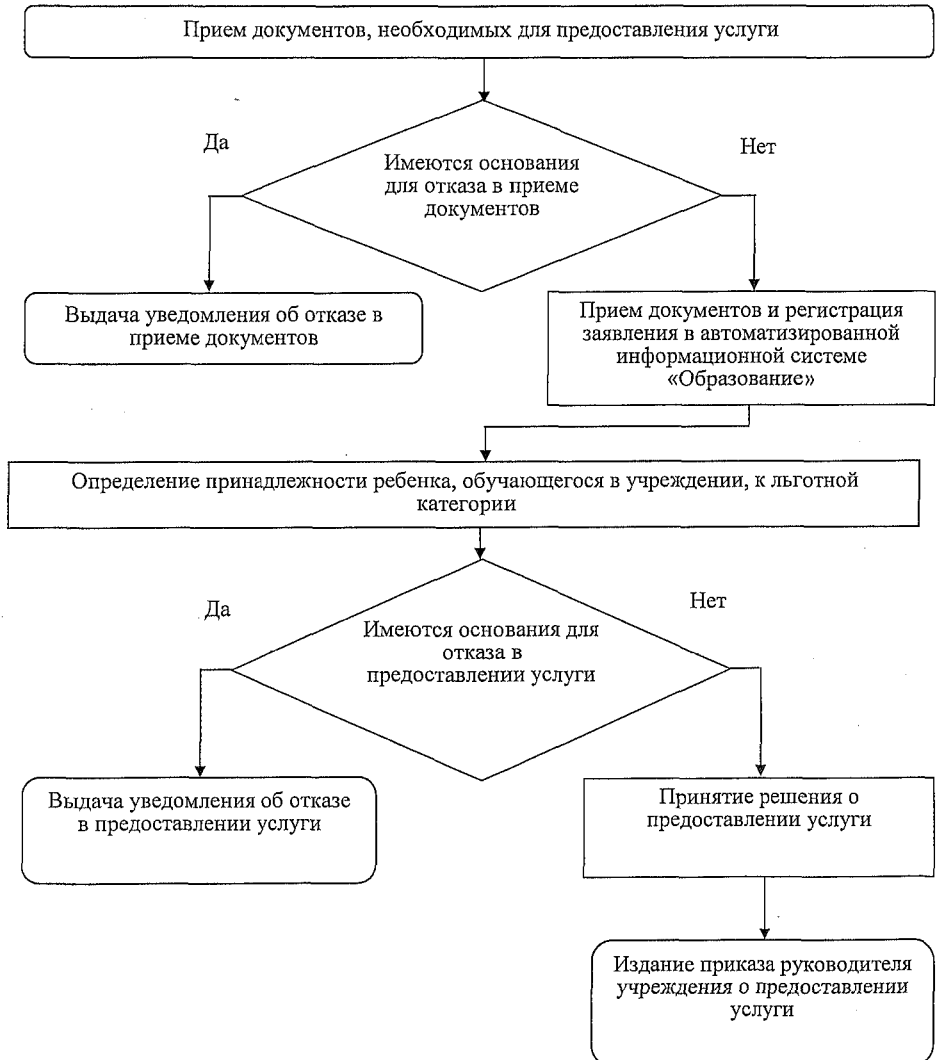 Прием документов, необходимых для предоставления услуги
Да
Нет
Имеются основания
для отказа в приеме
документов
Выдача уведомления об отказе в
приеме документов
Прием документов и регистрация
заявления в автоматизированной
информационной системе
«Образование»
Определение принадлежности ребенка, обучающегося в учреждении, к льготной
категории
Да
Нет
Имеются основания для
отказа в
предоставлении услуги
Выдача уведомления об отказе
в предоставлении услуги
Принятие решения о
предоставлении услуги
Издание приказа руководителя
учреждения о предоставлении
услуги